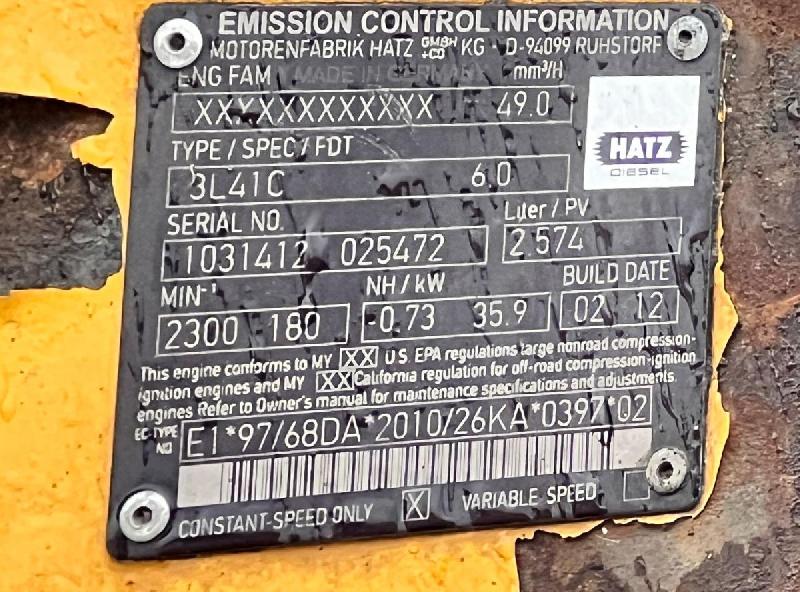 EMISSION CONTROL INFORMATION
MOTORENFABRIK HATZ GMBH +CO KG · D-94099 RUHSTORF
ENG FAM MADE IN GERMANY mm³/H
XXXXXXXXXXXX 49.0
TYPE / SPEC / FDT
3L41C 6.0
HATZ
DIESEL
SERIAL NO. Liter / PV
1031412 025472 2.574
MIN⁻¹ NH / kW BUILD DATE
2300 180 -0.73 35.9 02 12
This engine conforms to MY XX U.S. EPA regulations large nonroad compression-
ignition engines and MY XX California regulation for off-road compression-ignition
engines Refer to Owner's manual for maintenance specifications and adjustments.
EC-TYPE NO E1*97/68DA*2010/26KA*0397*02
CONSTANT-SPEED ONLY X VARIABLE SPEED